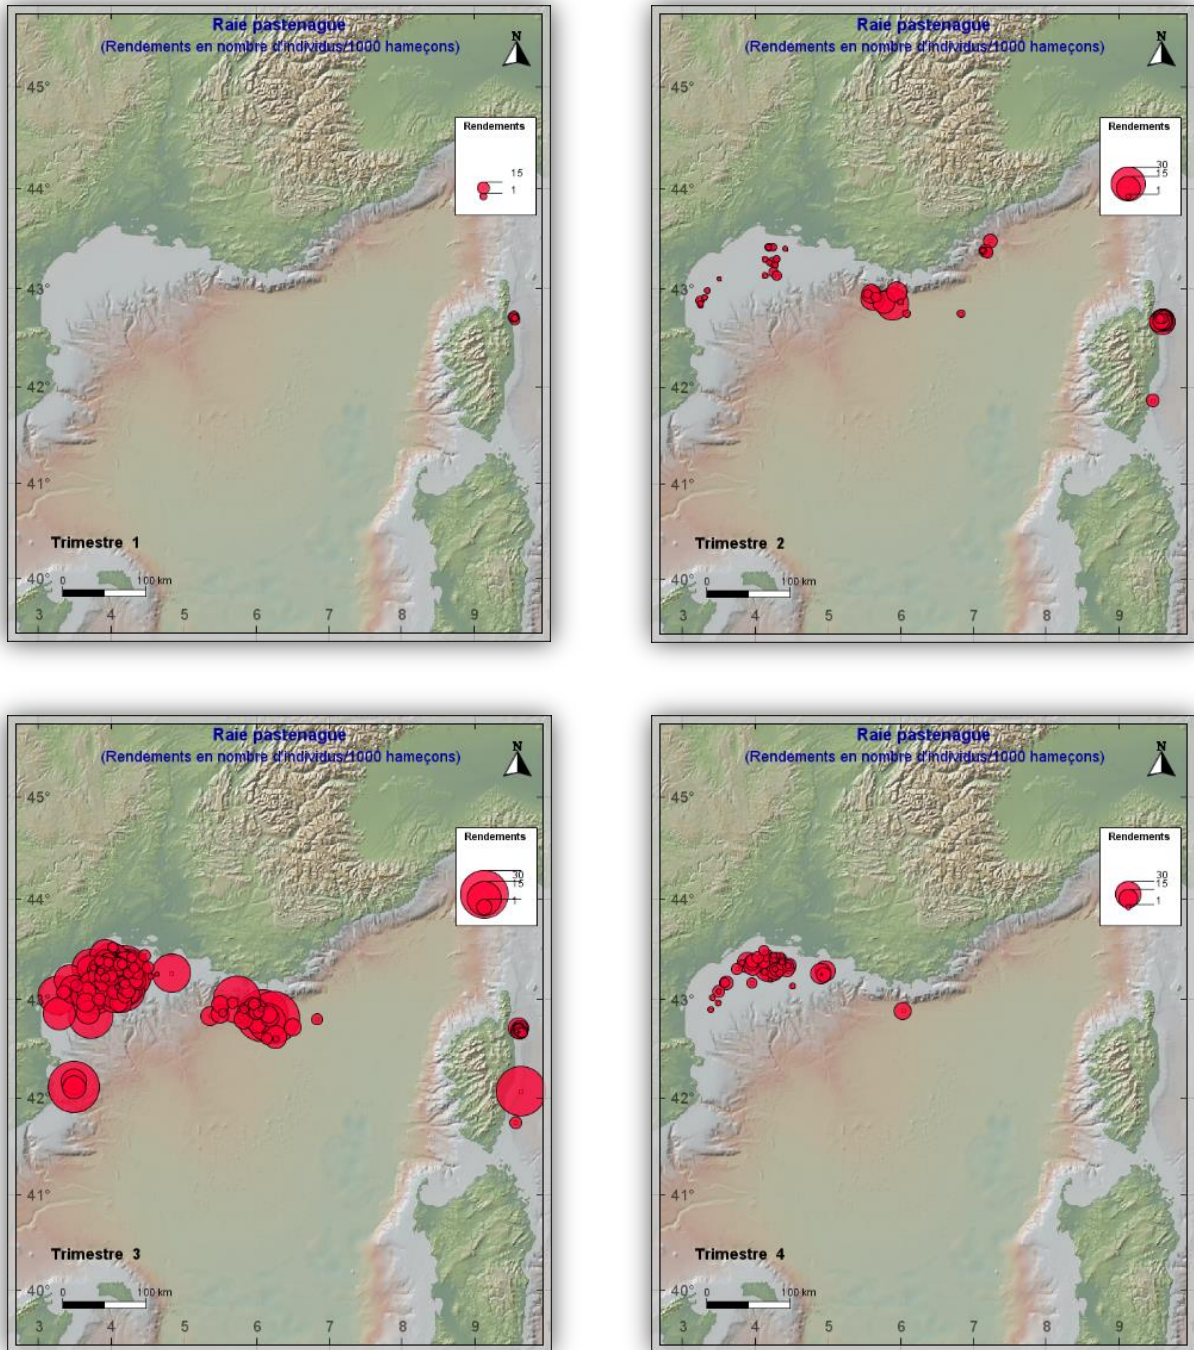 Raie pastenague
(Rendements en nombre d'individus/1000 hameçons)
N
45°
Rendements
15
1
44°
43°
42°
41°
Trimestre 1
40°
0 100 km
3 4 5 6 7 8 9
Raie pastenague
(Rendements en nombre d'individus/1000 hameçons)
N
45°
Rendements
30
15
1
44°
43°
42°
41°
Trimestre 2
40°
0 100 km
3 4 5 6 7 8 9
Raie pastenague
(Rendements en nombre d'individus/1000 hameçons)
N
45°
Rendements
30
15
1
44°
43°
42°
41°
Trimestre 3
40°
0 100 km
3 4 5 6 7 8 9
Raie pastenague
(Rendements en nombre d'individus/1000 hameçons)
N
45°
Rendements
30
15
1
44°
43°
42°
41°
Trimestre 4
40°
0 100 km
3 4 5 6 7 8 9